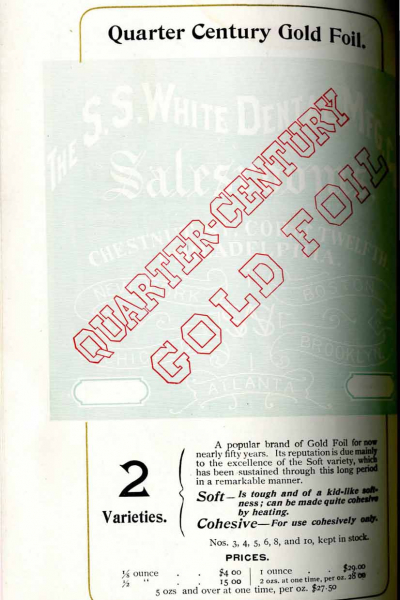 Quarter Century Gold Foil.
THE S. S. WHITE DENTAL MFG.
Salesrooms
CHESTNUT ST. COR. TWELFTH
PHILADELPHIA
NEW YORK BOSTON
BROOKLYN
ATLANTA
QUARTER-CENTURY
GOLD FOIL
2
Varieties.
A popular brand of Gold Foil for now
nearly fifty years. Its reputation is due mainly
to the excellence of the Soft variety, which
has been sustained through this long period
in a remarkable manner.
Soft — Is tough and of a kid-like soft-
ness; can be made quite cohesive
by heating.
Cohesive—For use cohesively only.
Nos. 3, 4, 5, 6, 8, and 10, kept in stock.
PRICES.
⅛ ounce . . $4 00 | 1 ounce . . $29.00
½ " . . 15 00 | 2 ozs. at one time, per oz. 28 00
5 ozs and over at one time, per oz. $27.50